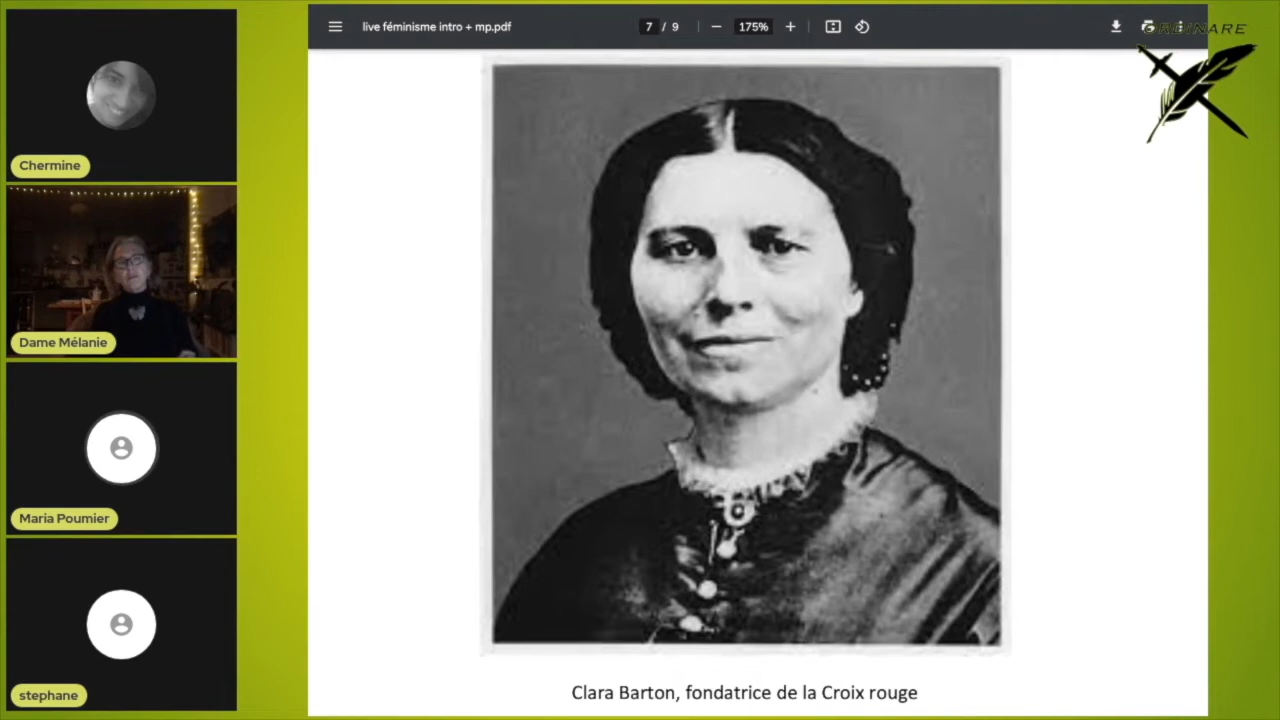 live féminisme intro + mp.pdf
7 / 9
175%
ORDINARE
Chermine
Dame Mélanie
Maria Poumier
stephane
Clara Barton, fondatrice de la Croix rouge